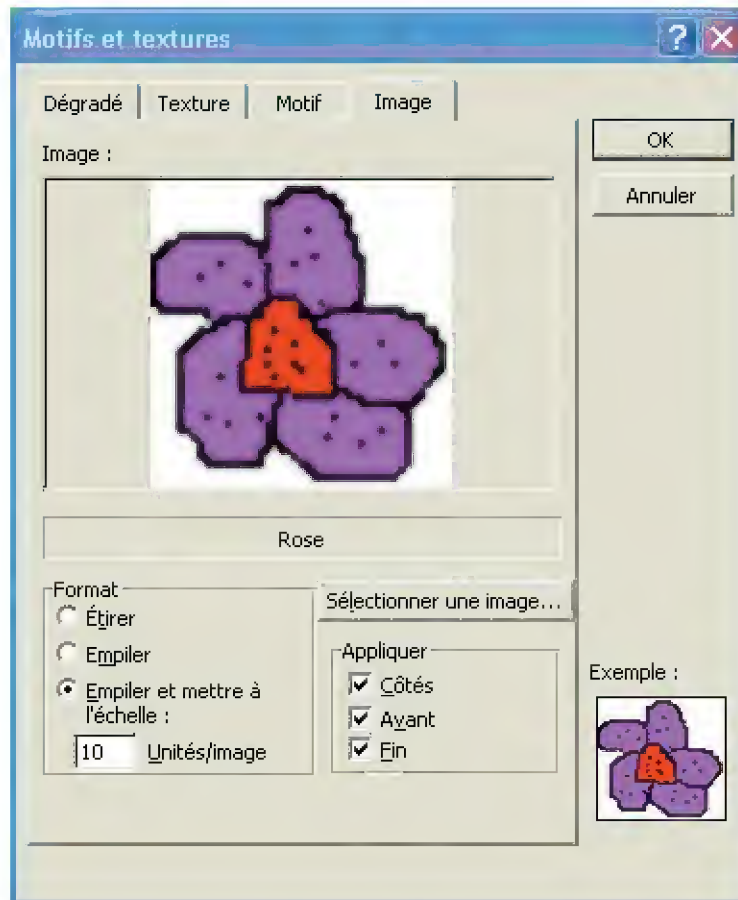 Motifs et textures
Dégradé Texture Motif Image
Image :
OK
Annuler
Rose
Format
Étirer
Empiler
Empiler et mettre à
l'échelle :
10 Unités/image
Sélectionner une image...
Appliquer
Côtés
Avant
Fin
Exemple :